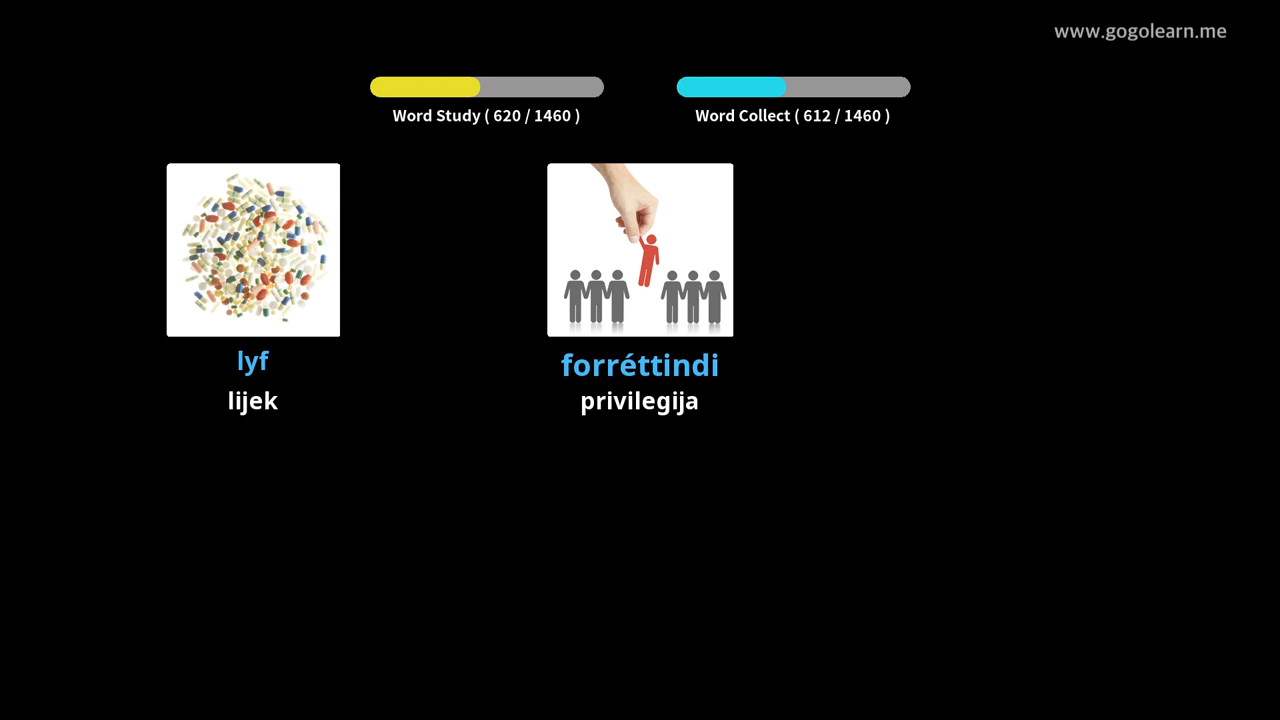 www.gogolearn.me
Word Study ( 620 / 1460 )
Word Collect ( 612 / 1460 )
lyf
lijek
forréttindi
privilegija